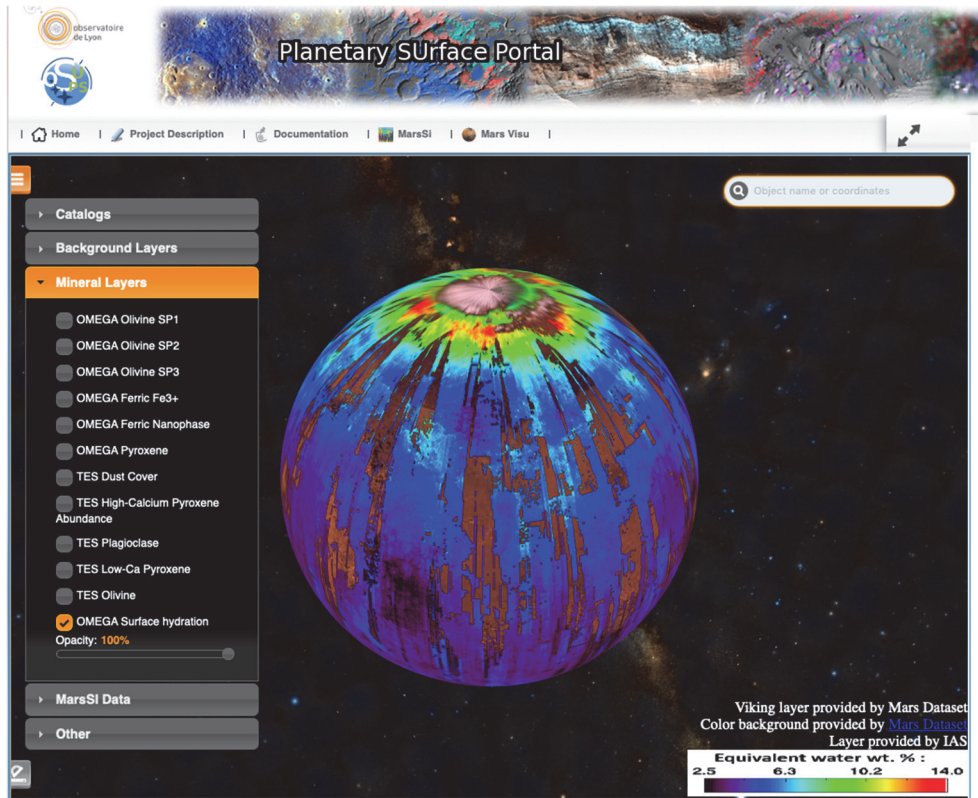 observatoire
de Lyon
Planetary SUrface Portal
Home
Project Description
Documentation
MarsSi
Mars Visu
Object name or coordinates
Catalogs
Background Layers
Mineral Layers
OMEGA Olivine SP1
OMEGA Olivine SP2
OMEGA Olivine SP3
OMEGA Ferric Fe3+
OMEGA Ferric Nanophase
OMEGA Pyroxene
TES Dust Cover
TES High-Calcium Pyroxene
Abundance
TES Plagioclase
TES Low-Ca Pyroxene
TES Olivine
OMEGA Surface hydration
Opacity: 100%
MarsSI Data
Other
Viking layer provided by Mars Dataset
Color background provided by Mars Dataset
Layer provided by IAS
Equivalent water wt. % :
2.5 6.3 10.2 14.0